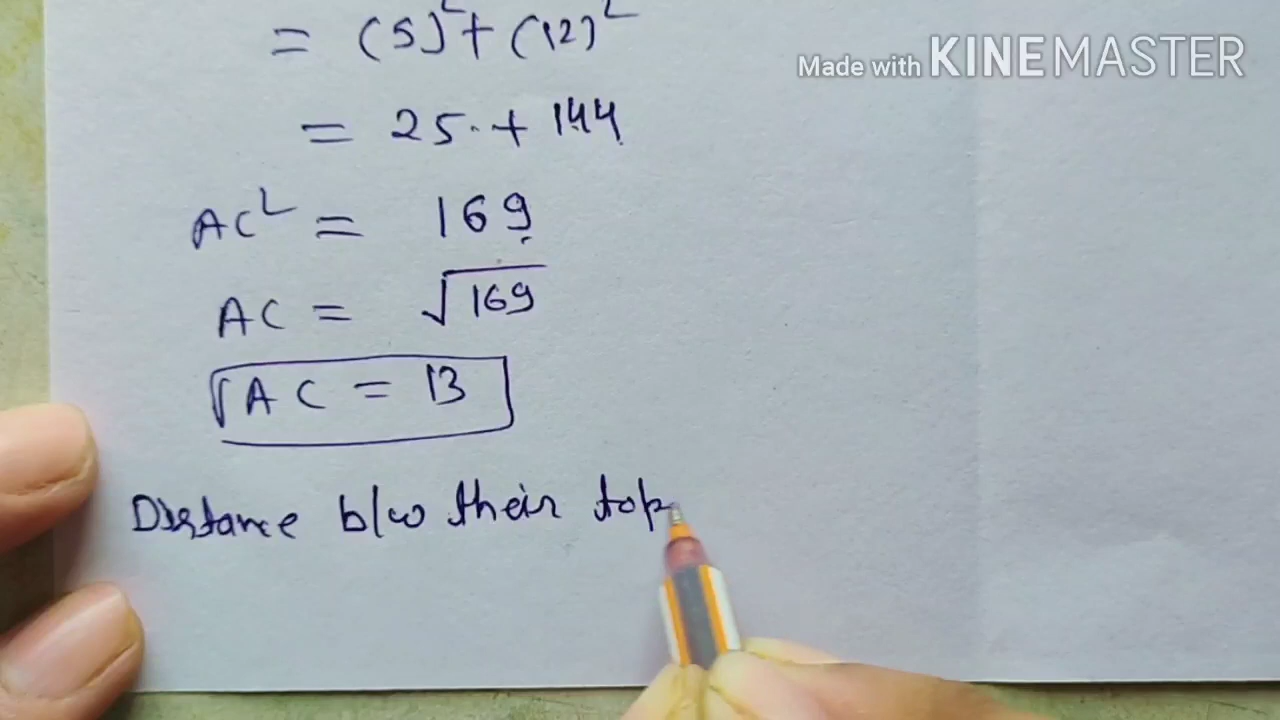 = (5)² + (12)²
Made with KINEMASTER
= 25 + 144
AC² = 169
AC = √169
AC = 13
Distance b/w their top